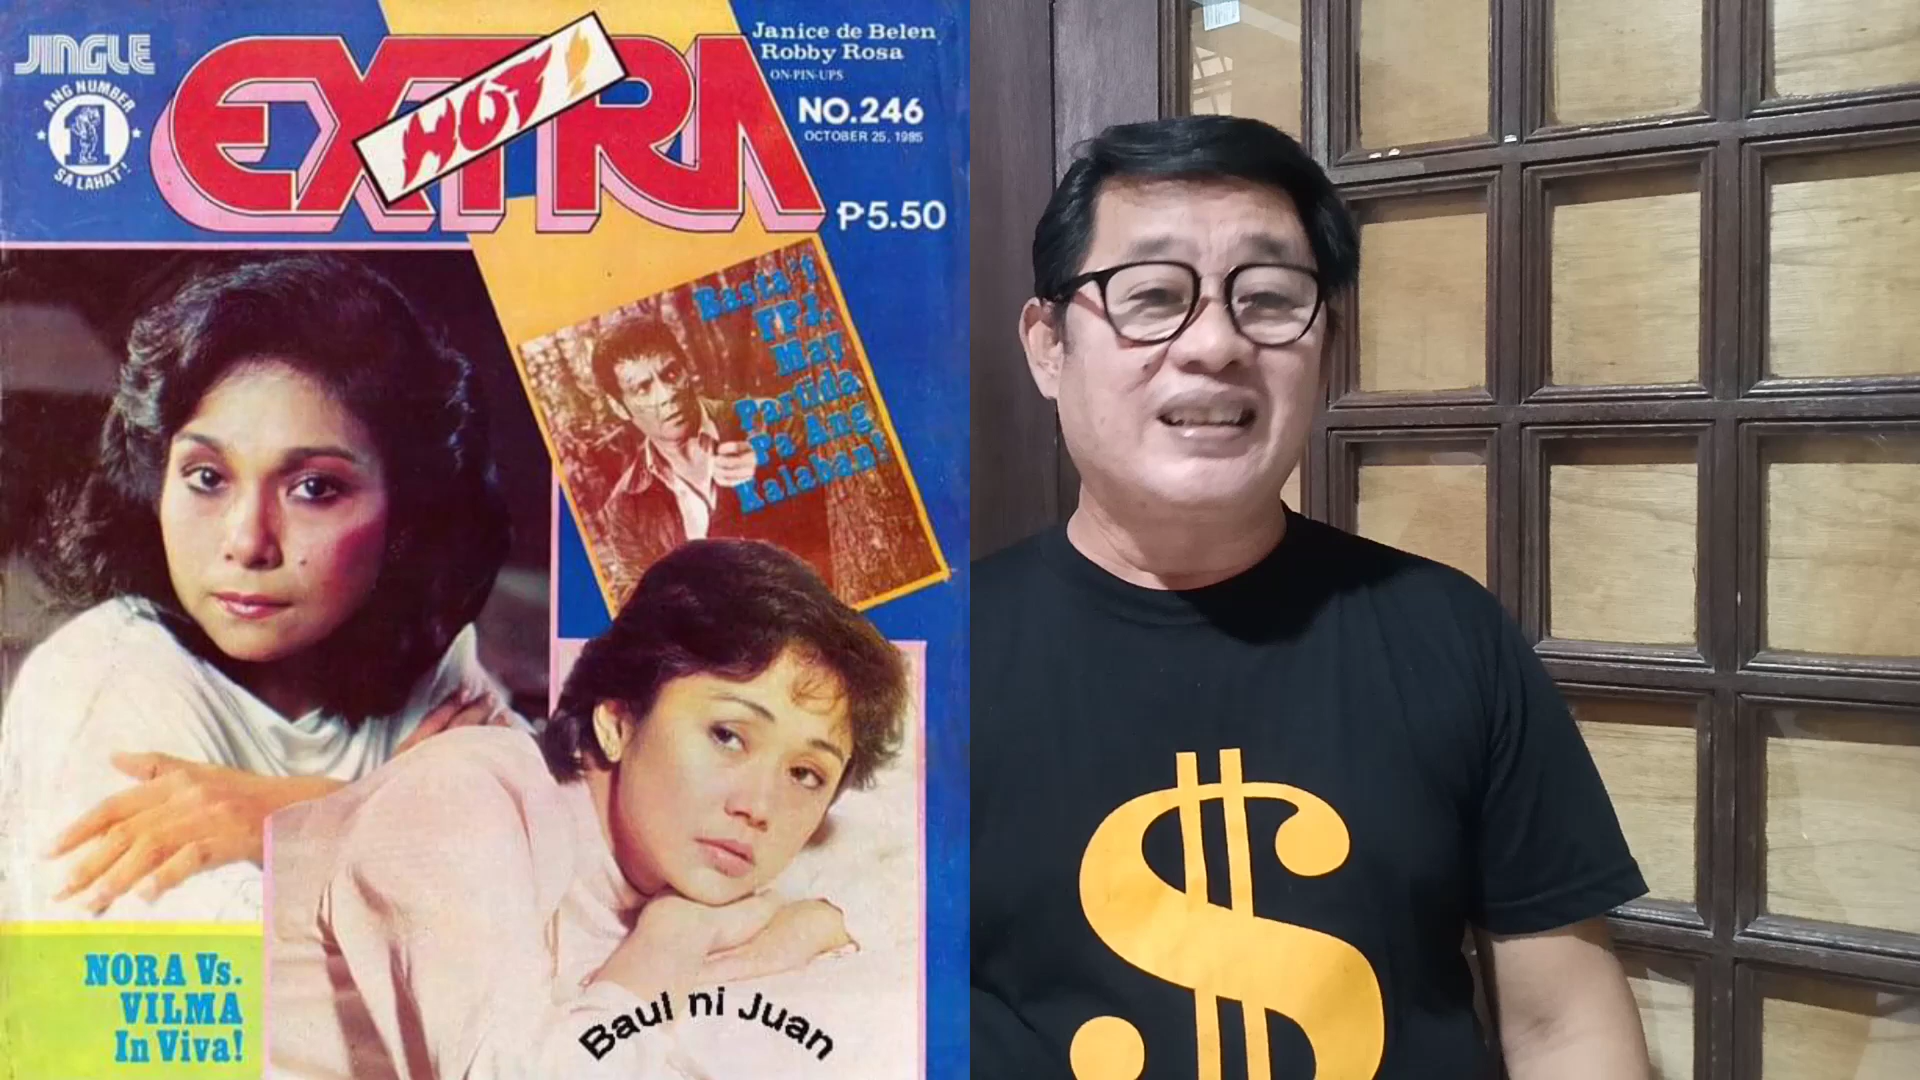 JINGLE
ANG NUMBER
1
SA LAHAT!
EXTRA
HOT!
Janice de Belen
Robby Rosa
ON-PIN-UPS
NO.246
OCTOBER 25, 1985
₱5.50
Basta't
FPJ,
May
Partida
Pa Ang
Kalaban!
NORA Vs.
VILMA
In Viva!
Baul ni Juan
$